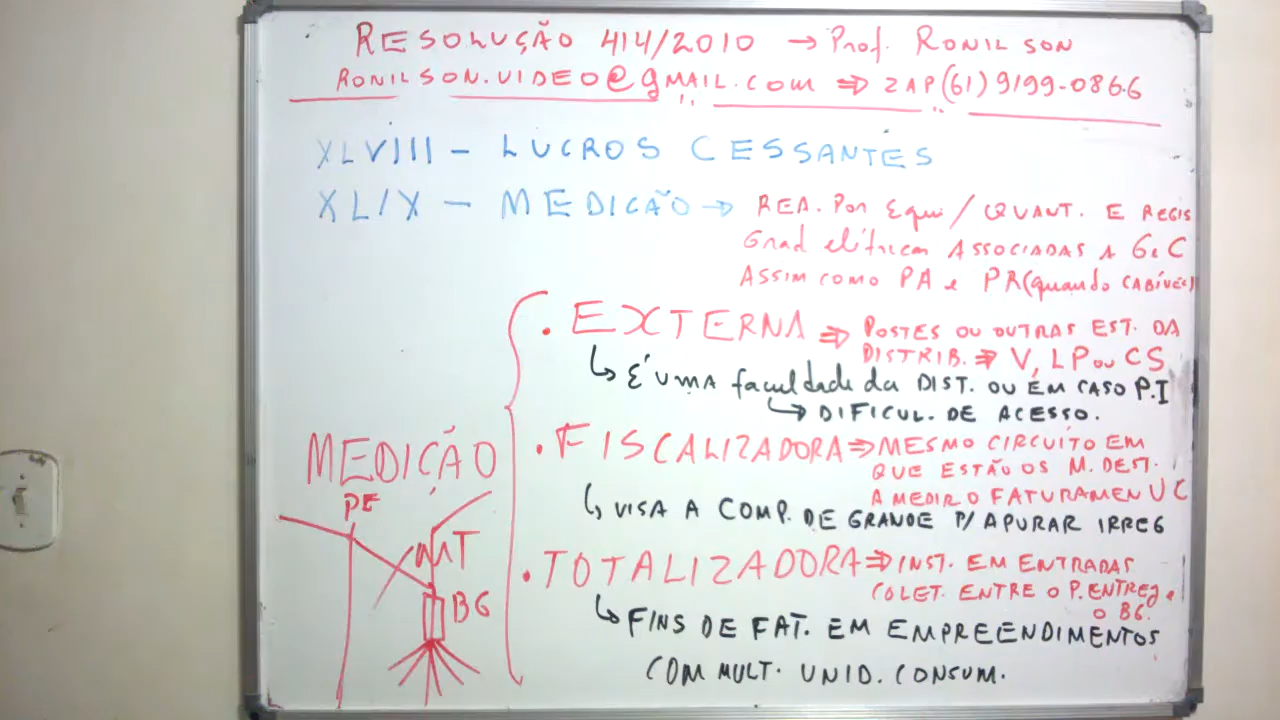 RESOLUÇÃO 414/2010 → Prof. RONILSON
RONILSON.VIDEO@GMAIL.COM ⇒ ZAP(61)9199-0866
XLVIII - LUCROS CESSANTES
XLIX - MEDIÇÃO → REA. Por Equi/QUANT. E REGIS
Grand elétricas ASSOCIADAS A G e C
ASSIM COMO PA e PR(quando CABÍVEL)
• EXTERNA ⇒ POSTES OU OUTRAS EST. DA
DISTRIB. ⇒ V, LP ou CS
↳ É UMA faculdade da DIST. OU EM CASO P.I
↳ DIFICUL. DE ACESSO.
MEDIÇÃO
• FISCALIZADORA ⇒ MESMO CIRCUITO EM
QUE ESTÃO OS M. DEST.
A MEDIR O FATURAMEN UC
↳ VISA A COMP. DE GRANDE P/ APURAR IRREG
• TOTALIZADORA ⇒ INST. EM ENTRADAS
COLET. ENTRE O P. ENTREG e
O BG.
↳ FINS DE FAT. EM EMPREENDIMENTOS
COM MULT. UNID. CONSUM.
PE
MT
BG